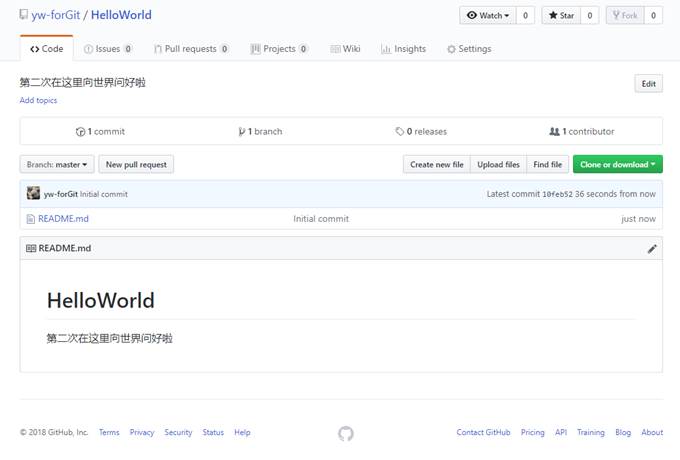 yw-forGit / HelloWorld Watch 0 Star 0 Fork 0
Code Issues 0 Pull requests 0 Projects 0 Wiki Insights Settings
第二次在这里向世界问好啦 Edit
Add topics
1 commit 1 branch 0 releases 1 contributor
Branch: master New pull request Create new file Upload files Find file Clone or download
yw-forGit Initial commit Latest commit 10feb52 36 seconds from now
README.md Initial commit just now
README.md
HelloWorld
第二次在这里向世界问好啦
© 2018 GitHub, Inc. Terms Privacy Security Status Help Contact GitHub Pricing API Training Blog About